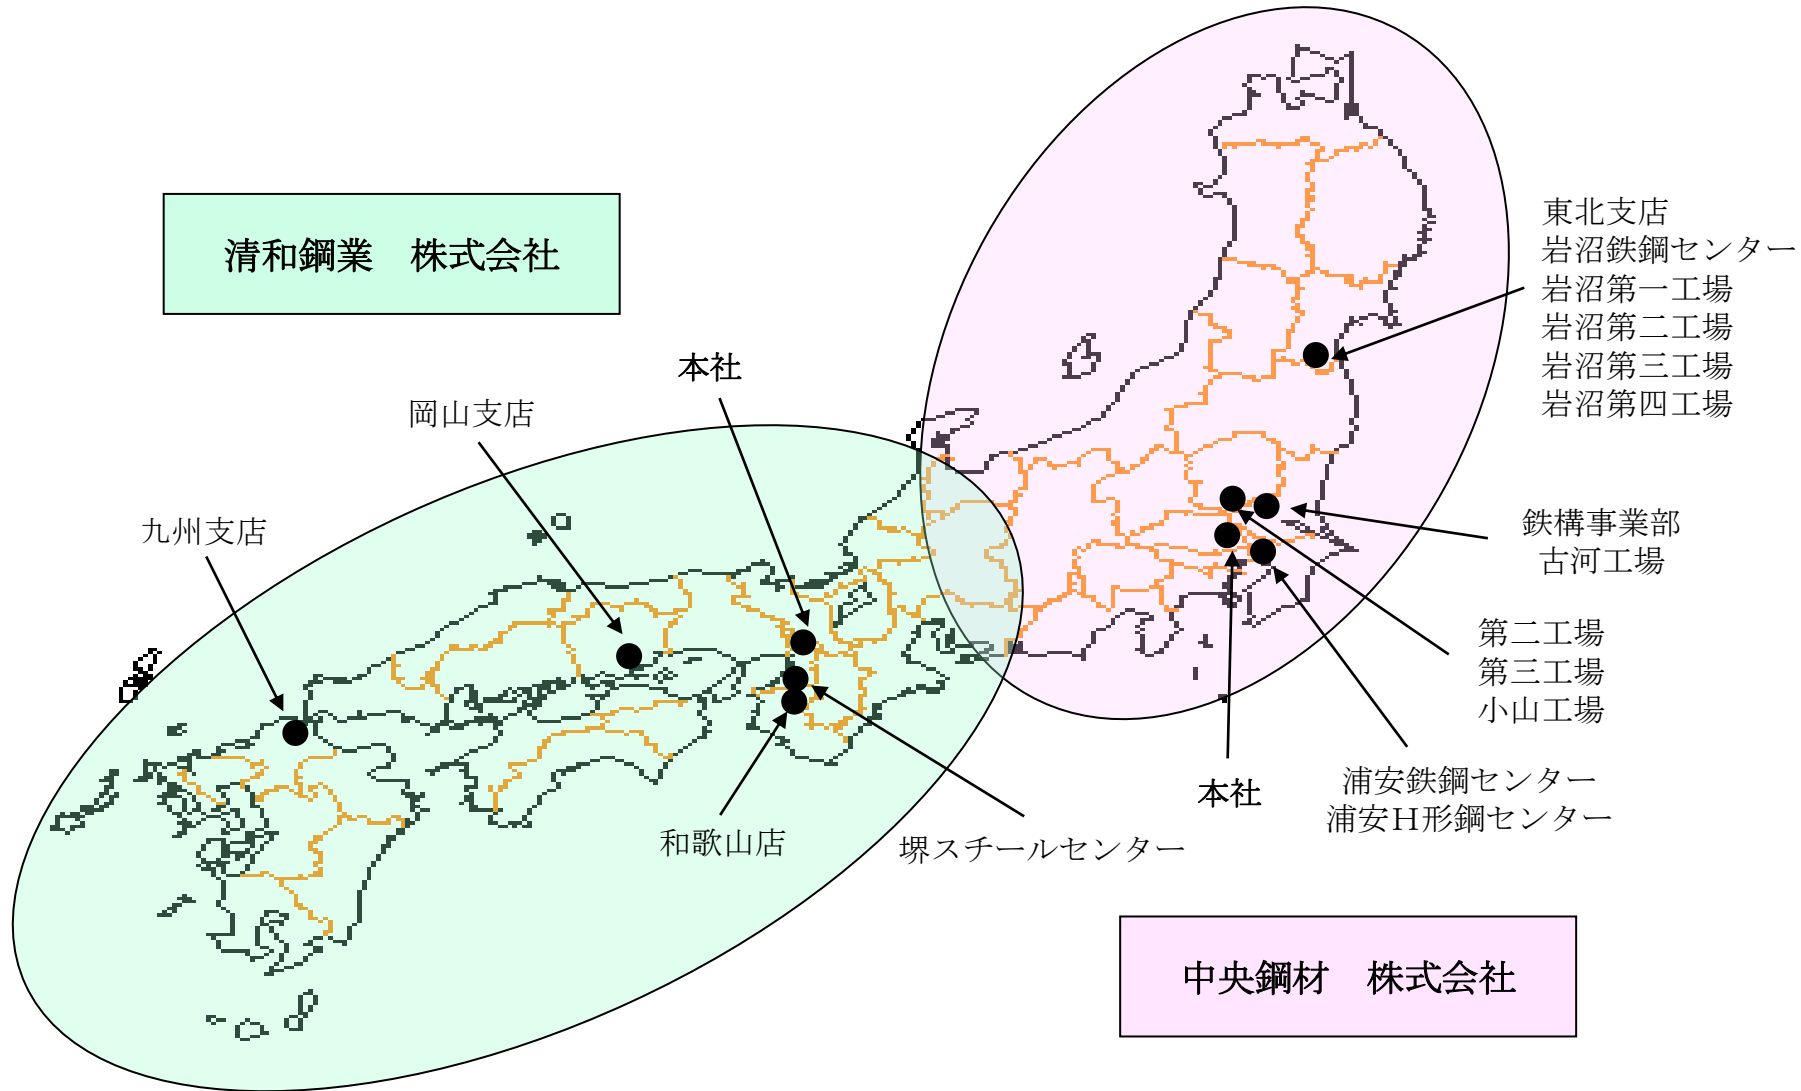 東北支店
岩沼鉄鋼センター
岩沼第一工場
岩沼第二工場
岩沼第三工場
岩沼第四工場
清和鋼業　株式会社
本社
岡山支店
九州支店
鉄構事業部
古河工場
第二工場
第三工場
小山工場
浦安鉄鋼センター
浦安Ｈ形鋼センター
本社
和歌山店
堺スチールセンター
中央鋼材　株式会社